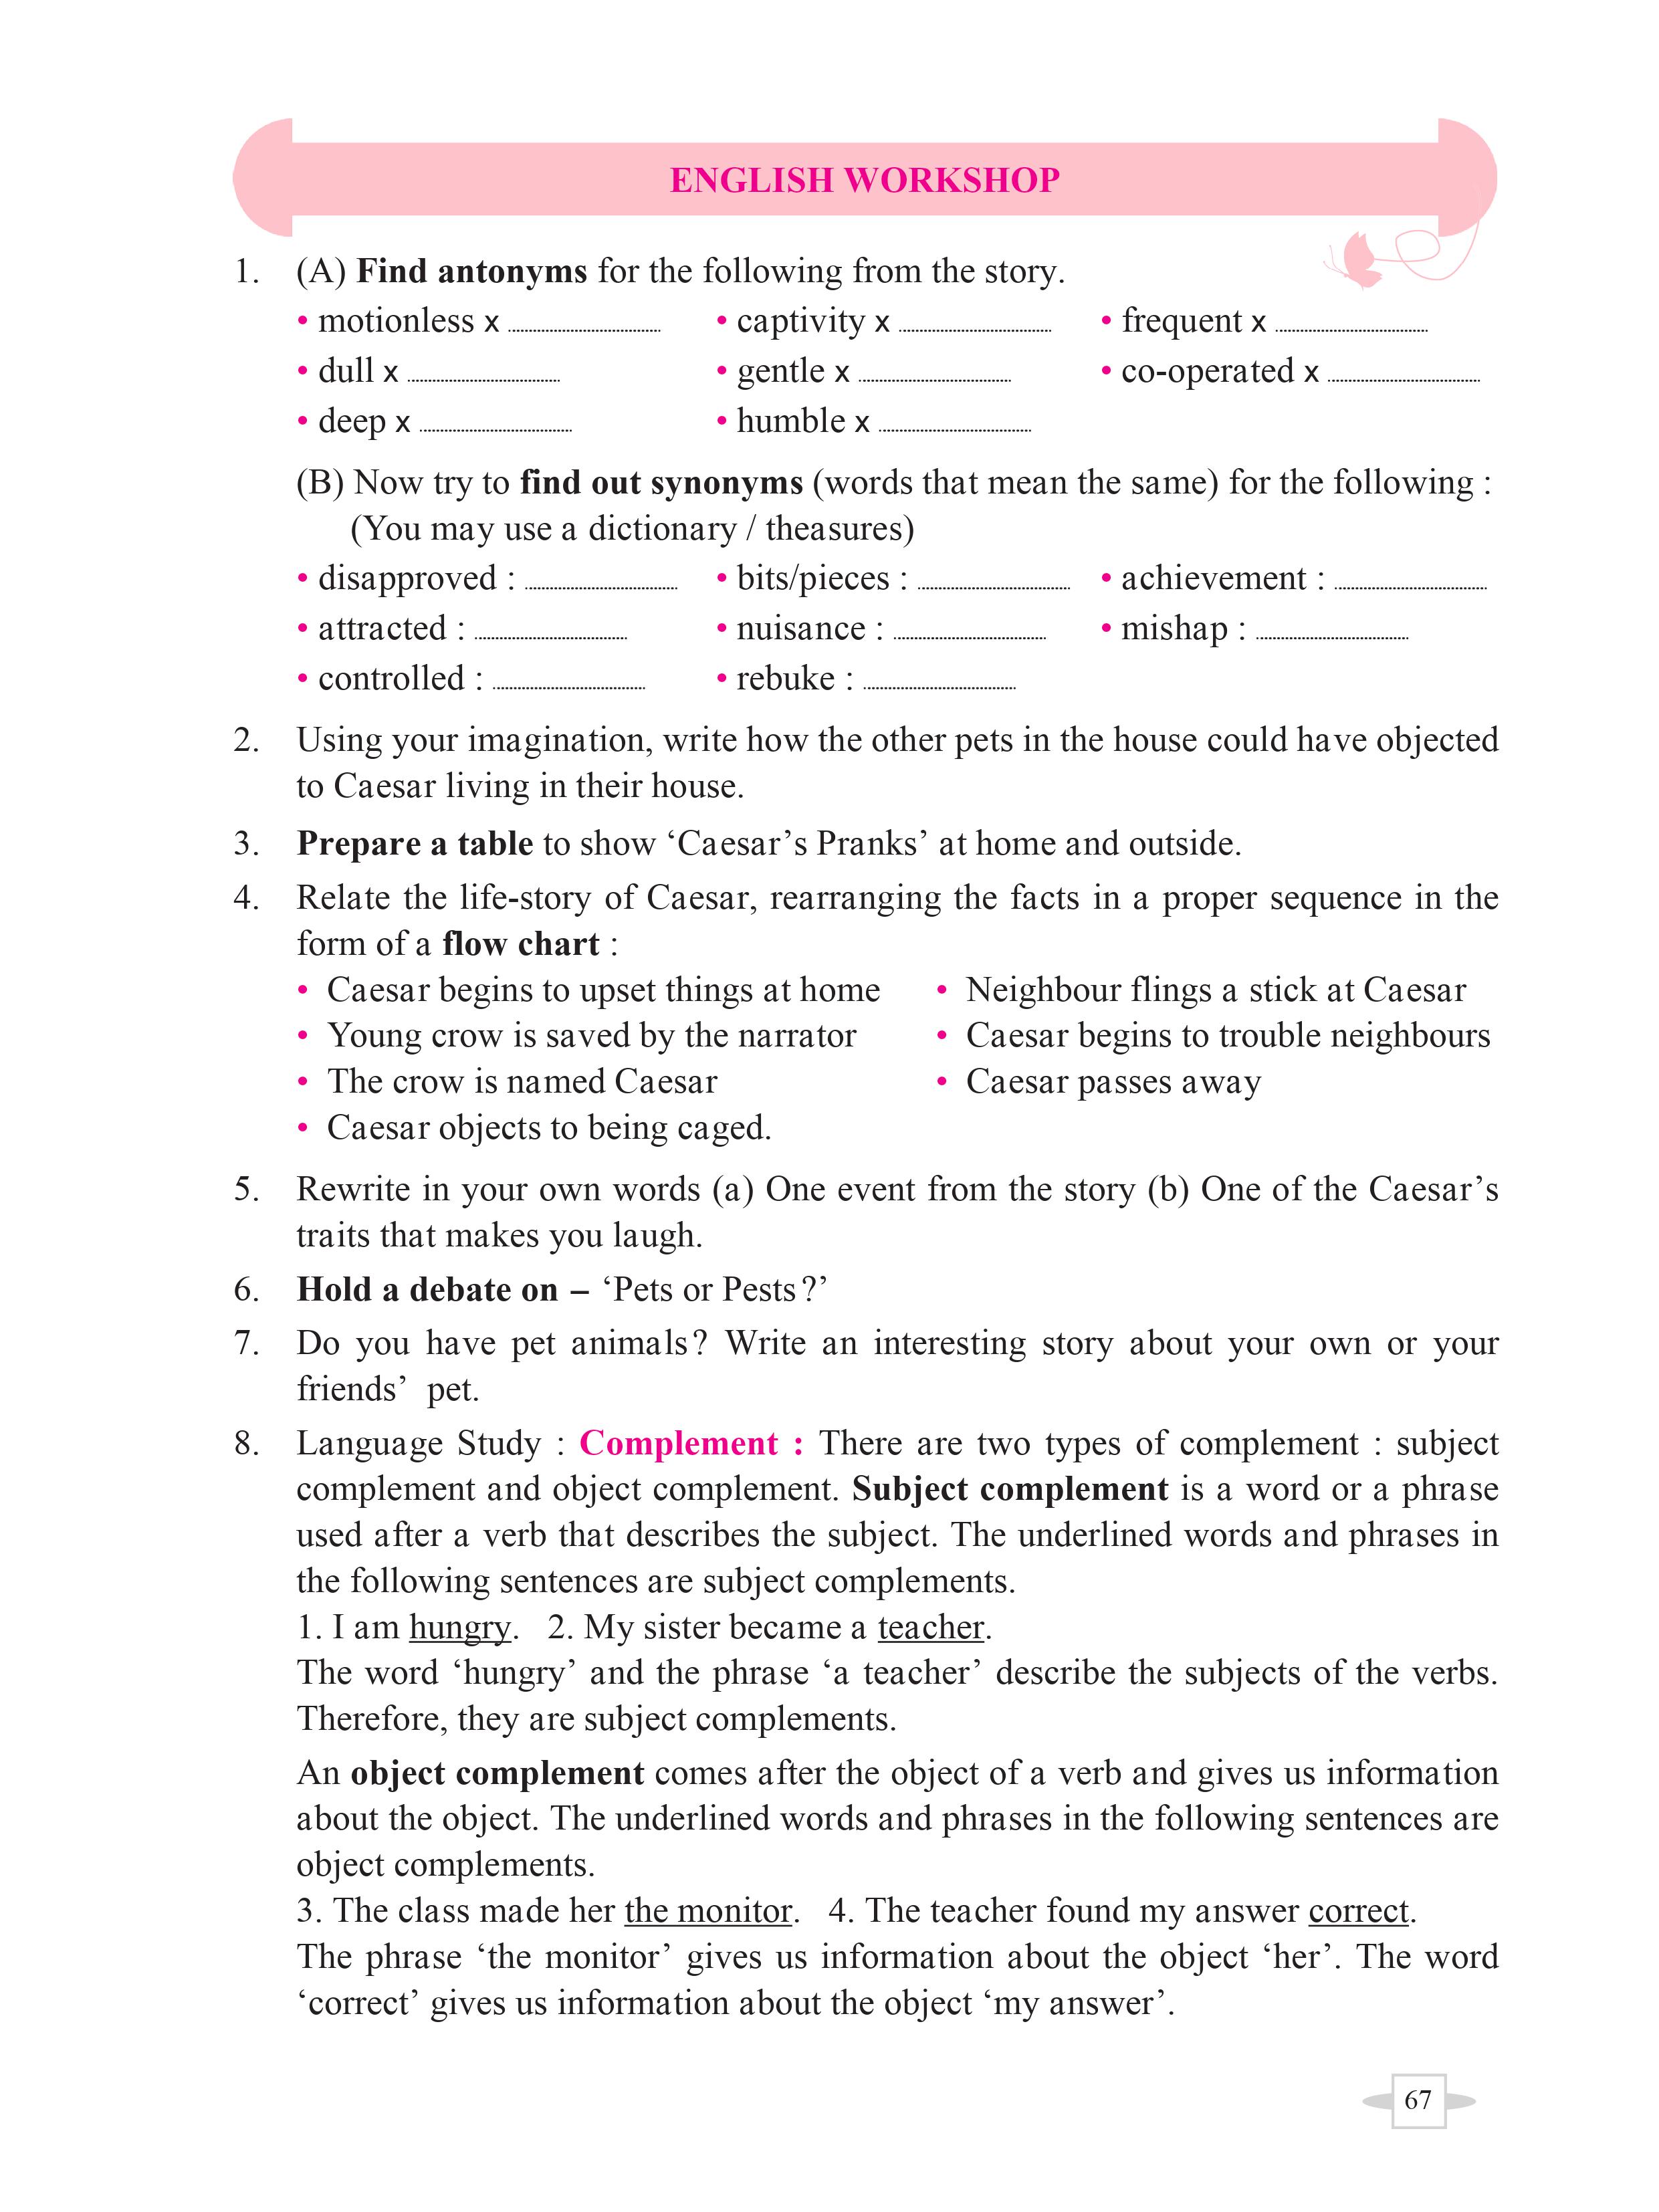 ENGLISH WORKSHOP
1. (A) Find antonyms for the following from the story.
• motionless x .............................. • captivity x .............................. • frequent x ..............................
• dull x .............................. • gentle x .............................. • co-operated x ..............................
• deep x .............................. • humble x ..............................
(B) Now try to find out synonyms (words that mean the same) for the following :
(You may use a dictionary / theasures)
• disapproved : .............................. • bits/pieces : .............................. • achievement : ..............................
• attracted : .............................. • nuisance : .............................. • mishap : ..............................
• controlled : .............................. • rebuke : ..............................
2. Using your imagination, write how the other pets in the house could have objected
to Caesar living in their house.
3. Prepare a table to show ‘Caesar’s Pranks’ at home and outside.
4. Relate the life-story of Caesar, rearranging the facts in a proper sequence in the
form of a flow chart :
• Caesar begins to upset things at home • Neighbour flings a stick at Caesar
• Young crow is saved by the narrator • Caesar begins to trouble neighbours
• The crow is named Caesar • Caesar passes away
• Caesar objects to being caged.
5. Rewrite in your own words (a) One event from the story (b) One of the Caesar’s
traits that makes you laugh.
6. Hold a debate on – ‘Pets or Pests?’
7. Do you have pet animals? Write an interesting story about your own or your
friends’ pet.
8. Language Study : Complement : There are two types of complement : subject
complement and object complement. Subject complement is a word or a phrase
used after a verb that describes the subject. The underlined words and phrases in
the following sentences are subject complements.
1. I am hungry. 2. My sister became a teacher.
The word ‘hungry’ and the phrase ‘a teacher’ describe the subjects of the verbs.
Therefore, they are subject complements.
An object complement comes after the object of a verb and gives us information
about the object. The underlined words and phrases in the following sentences are
object complements.
3. The class made her the monitor. 4. The teacher found my answer correct.
The phrase ‘the monitor’ gives us information about the object ‘her’. The word
‘correct’ gives us information about the object ‘my answer’.
67